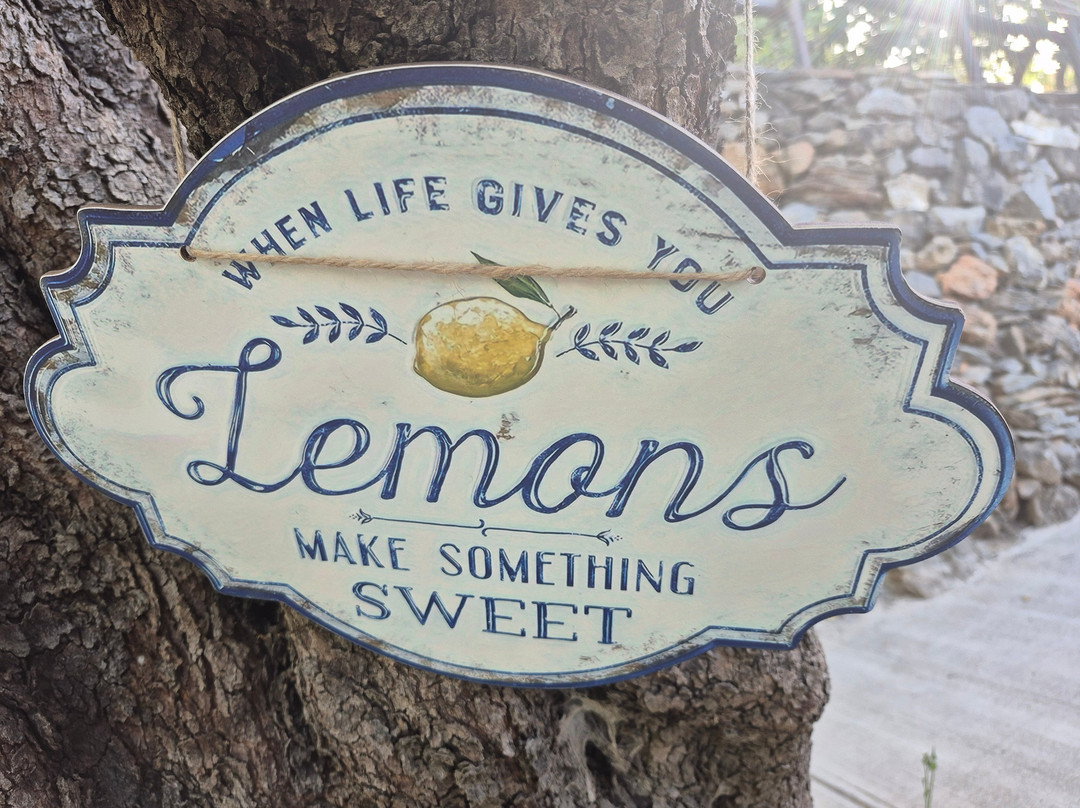 WHEN LIFE GIVES YOU
Lemons
MAKE SOMETHING
SWEET